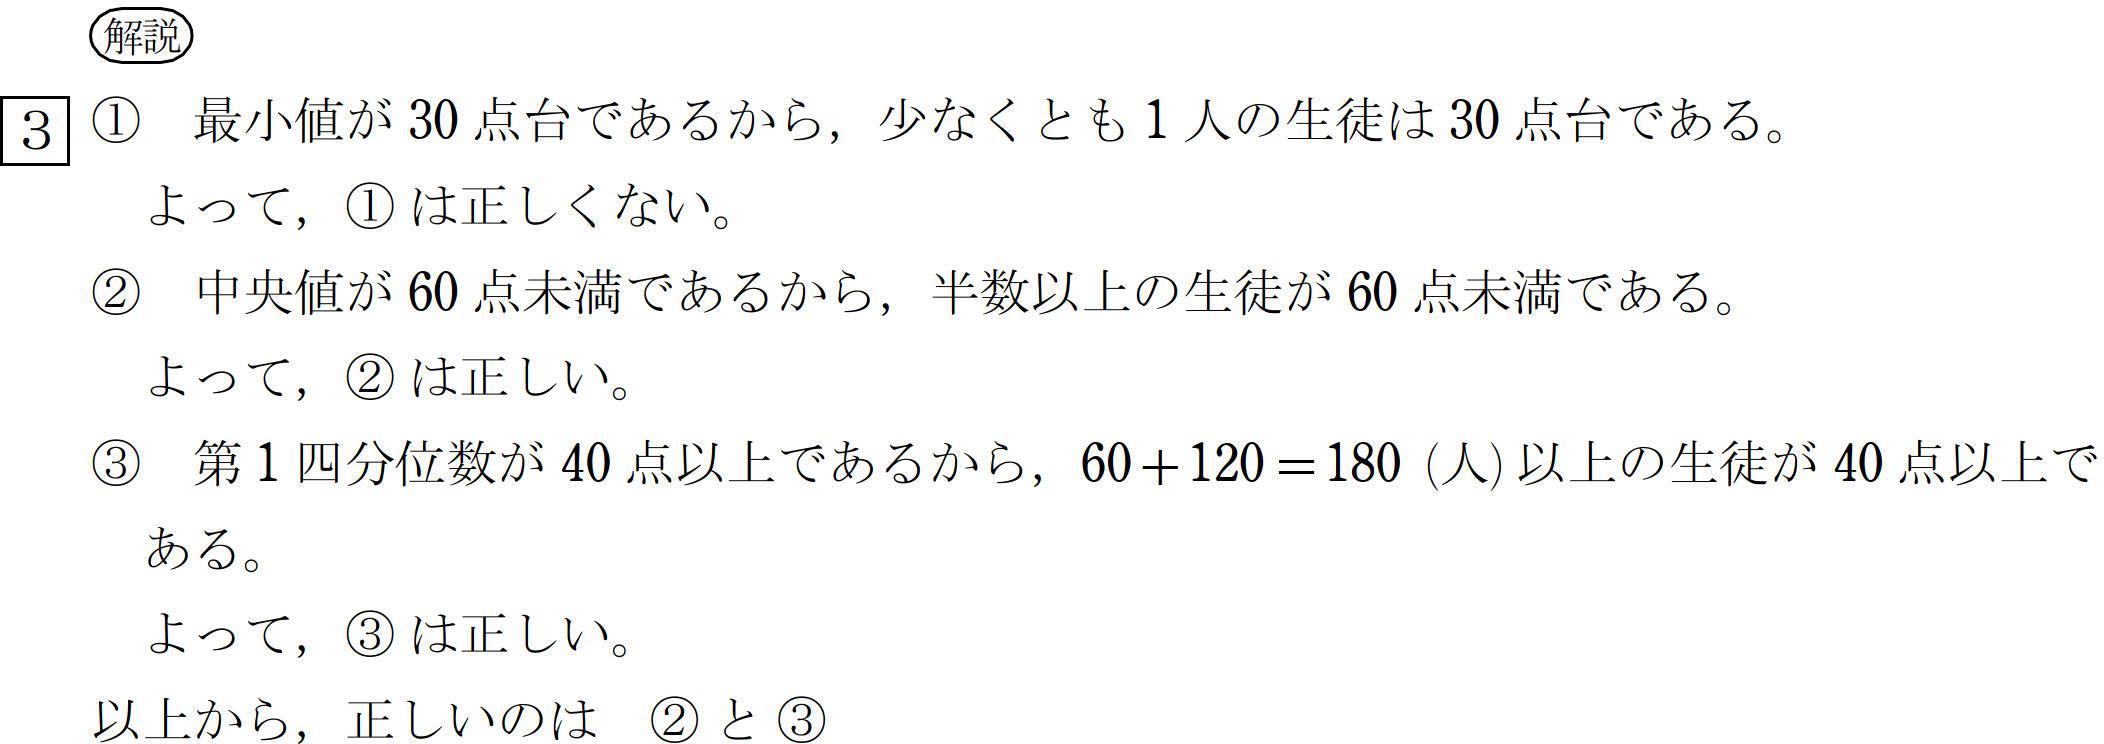 解説
3 ① 最小値が 30 点台であるから，少なくとも 1 人の生徒は 30 点台である。
よって，① は正しくない。
② 中央値が 60 点未満であるから，半数以上の生徒が 60 点未満である。
よって，② は正しい。
③ 第 1 四分位数が 40 点以上であるから，60＋120＝180 (人) 以上の生徒が 40 点以上で
ある。
よって，③ は正しい。
以上から，正しいのは ② と ③